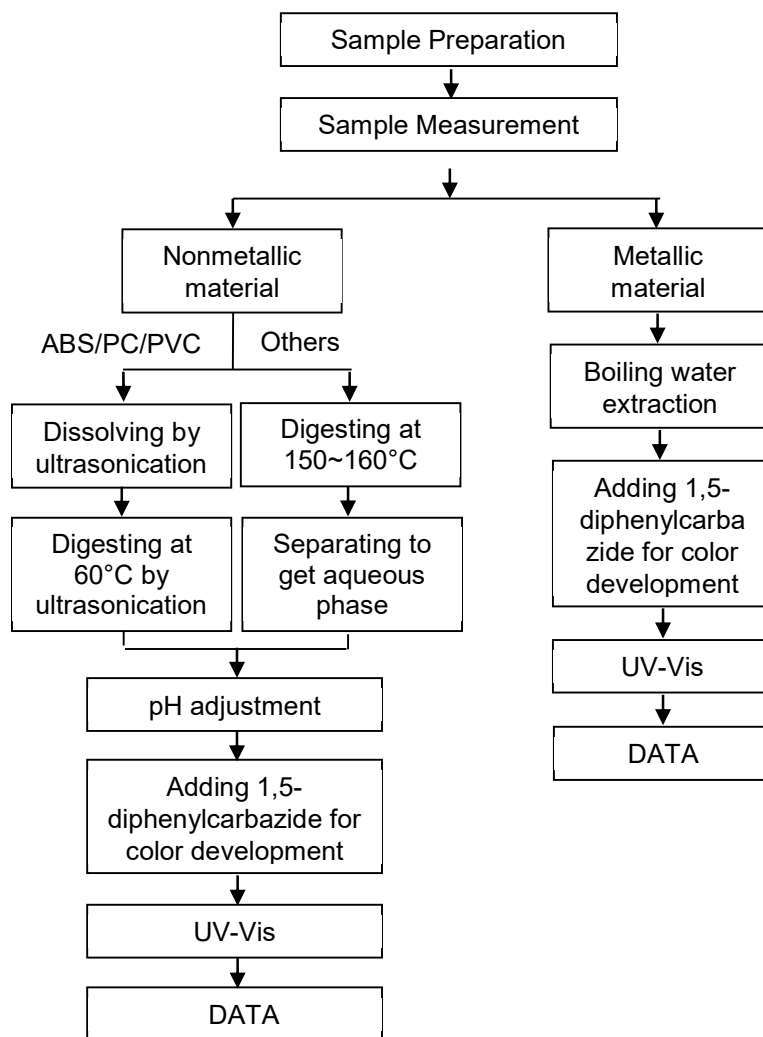 Sample Preparation
Sample Measurement
Nonmetallic
material
Metallic
material
ABS/PC/PVC
Others
Boiling water
extraction
Dissolving by
ultrasonication
Digesting at
150~160°C
Adding 1,5-
diphenylcarba
zide for color
development
Digesting at
60°C by
ultrasonication
Separating to
get aqueous
phase
UV-Vis
pH adjustment
DATA
Adding 1,5-
diphenylcarbazide for
color development
UV-Vis
DATA